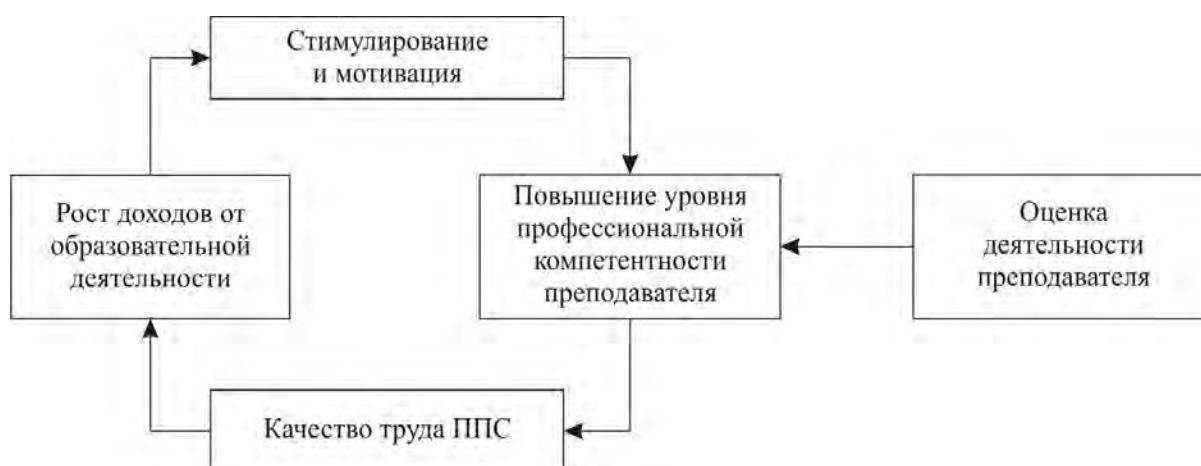 Стимулирование
и мотивация
Рост доходов от
образовательной
деятельности
Повышение уровня
профессиональной
компетентности
преподавателя
Оценка
деятельности
преподавателя
Качество труда ППС